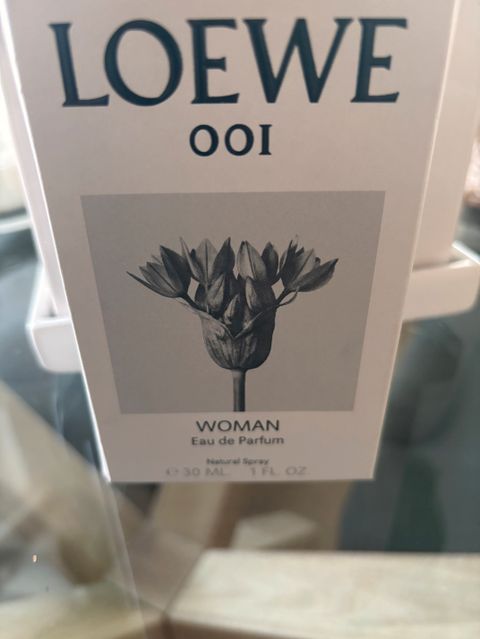 LOEWE
001
WOMAN
Eau de Parfum
Natural Spray
℮ 30 ML. 1 FL. OZ.